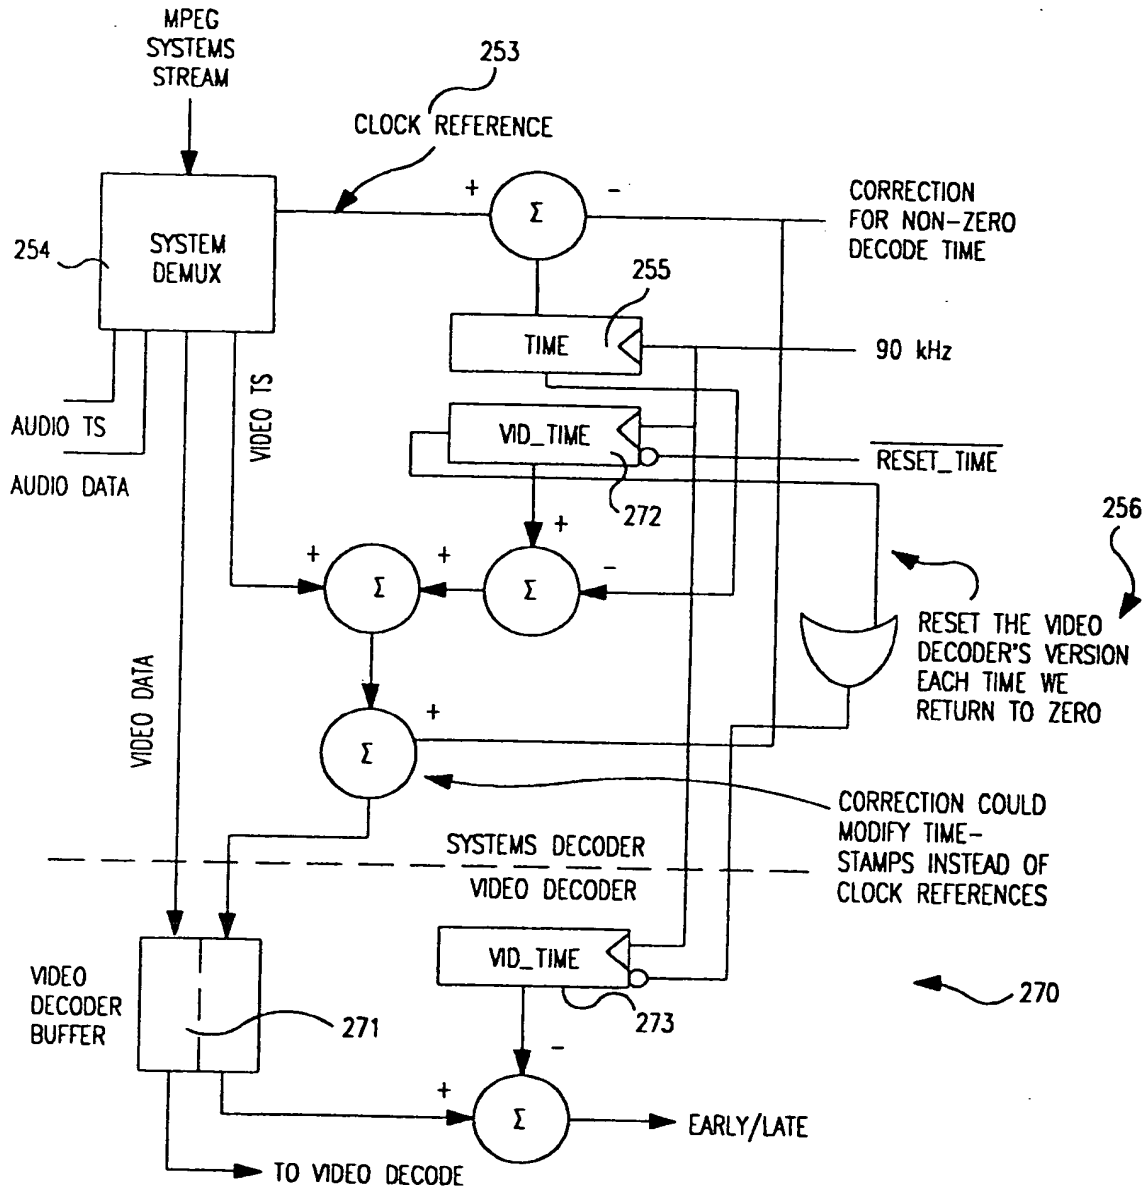 MPEG
SYSTEMS
STREAM
253
CLOCK REFERENCE
+
Σ
-
CORRECTION
FOR NON-ZERO
DECODE TIME
254
SYSTEM
DEMUX
255
TIME
90 kHz
AUDIO TS
AUDIO DATA
VIDEO TS
VID_TIME
RESET_TIME
272
256
+
+
Σ
+
Σ
-
RESET THE VIDEO
DECODER'S VERSION
EACH TIME WE
RETURN TO ZERO
VIDEO DATA
+
Σ
CORRECTION COULD
MODIFY TIME-
STAMPS INSTEAD OF
CLOCK REFERENCES
SYSTEMS DECODER
VIDEO DECODER
VID_TIME
273
270
VIDEO
DECODER
BUFFER
271
-
+
Σ
EARLY/LATE
TO VIDEO DECODE